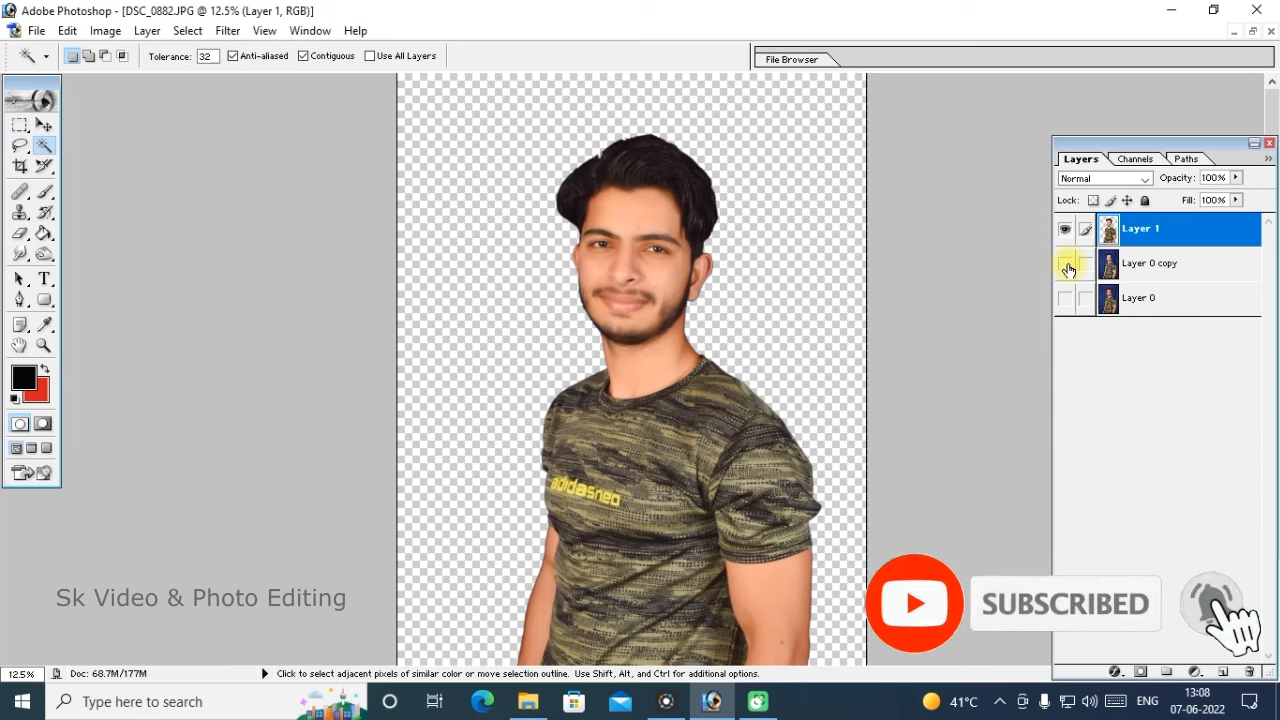 Adobe Photoshop - [DSC_0882.JPG @ 12.5% (Layer 1, RGB)]
File Edit Image Layer Select Filter View Window Help
Tolerance: 32 Anti-aliased Contiguous Use All Layers
File Browser
Layers Channels Paths
Normal Opacity: 100%
Lock: Fill: 100%
Layer 1
Layer 0 copy
Layer 0
T
adidasneo
Sk Video & Photo Editing
SUBSCRIBED
12.5% Doc: 68.7M/177M Click to select adjacent pixels of similar color or move selection outline. Use Shift, Alt, and Ctrl for additional options.
Type here to search
41°C ENG
13:08
07-06-2022